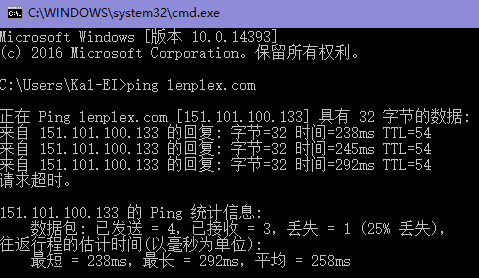 C:\WINDOWS\system32\cmd.exe
Microsoft Windows [版本 10.0.14393]
(c) 2016 Microsoft Corporation。保留所有权利。
C:\Users\Kal-EI>ping lenplex.com
正在 Ping lenplex.com [151.101.100.133] 具有 32 字节的数据:
来自 151.101.100.133 的回复: 字节=32 时间=238ms TTL=54
来自 151.101.100.133 的回复: 字节=32 时间=245ms TTL=54
来自 151.101.100.133 的回复: 字节=32 时间=292ms TTL=54
请求超时。
151.101.100.133 的 Ping 统计信息:
数据包: 已发送 = 4，已接收 = 3，丢失 = 1 (25% 丢失)，
往返行程的估计时间(以毫秒为单位):
最短 = 238ms，最长 = 292ms，平均 = 258ms